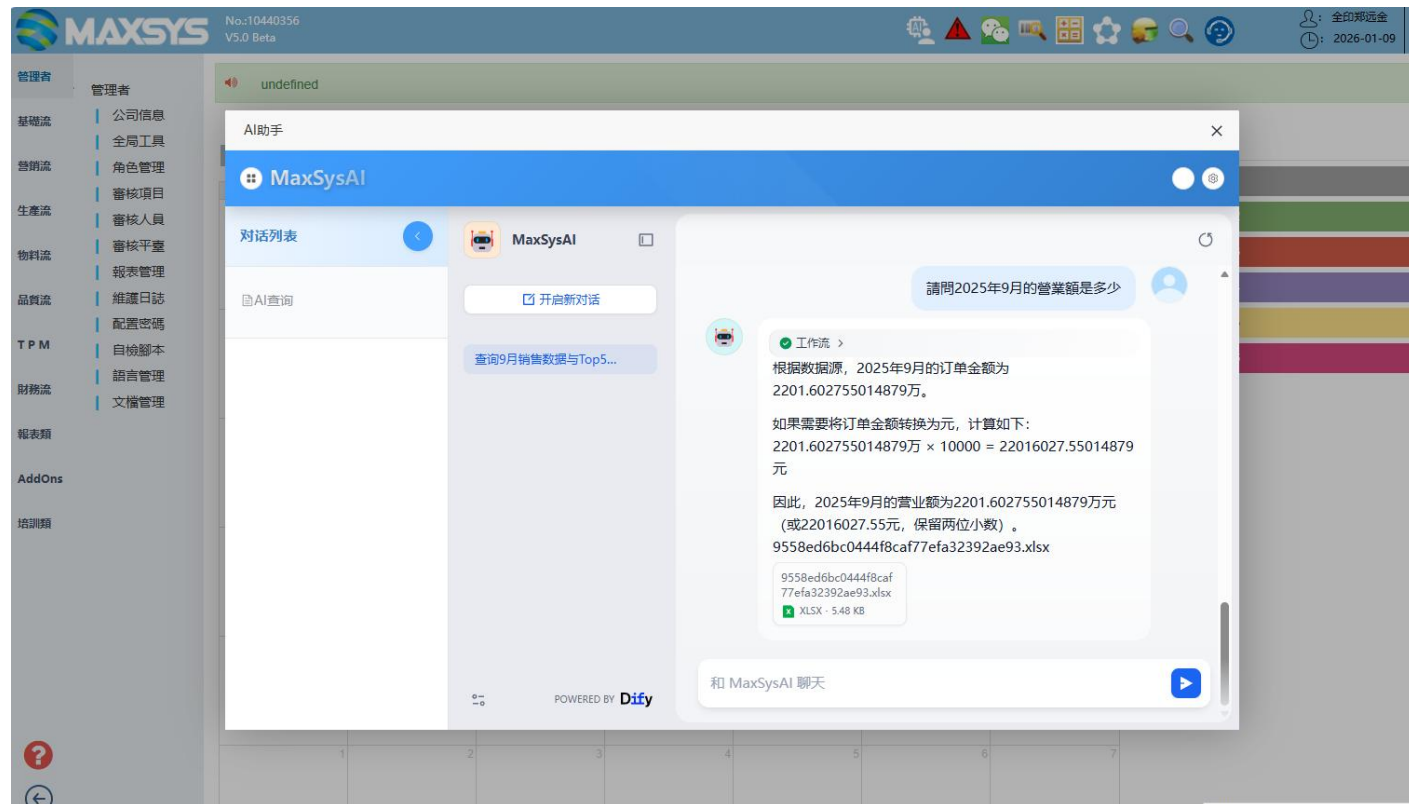 MAXSYS
No.:10440356
V5.0 Beta
AI
全印郑远金
2026-01-09
管理者
基礎流
營銷流
生產流
物料流
品質流
TPM
財務流
報表類
AddOns
培訓類
管理者
公司信息
全局工具
角色管理
審核項目
審核人員
審核平臺
報表管理
維護日誌
配置密碼
自檢腳本
語言管理
文檔管理
undefined
AI助手
MaxSysAI
对话列表
AI查询
MaxSysAI
开启新对话
查询9月销售数据与Top5...
POWERED BY Dify
請問2025年9月的營業額是多少
工作流 >
根据数据源，2025年9月的订单金额为
2201.602755014879万。
如果需要将订单金额转换为元，计算如下：
2201.602755014879万 × 10000 = 22016027.55014879
元
因此，2025年9月的营业额为2201.602755014879万元
（或22016027.55元，保留两位小数）。
9558ed6bc0444f8caf77efa32392ae93.xlsx
9558ed6bc0444f8caf
77efa32392ae93.xlsx
XLSX · 5.48 KB
和 MaxSysAI 聊天
1 2 3 4 5 6 7